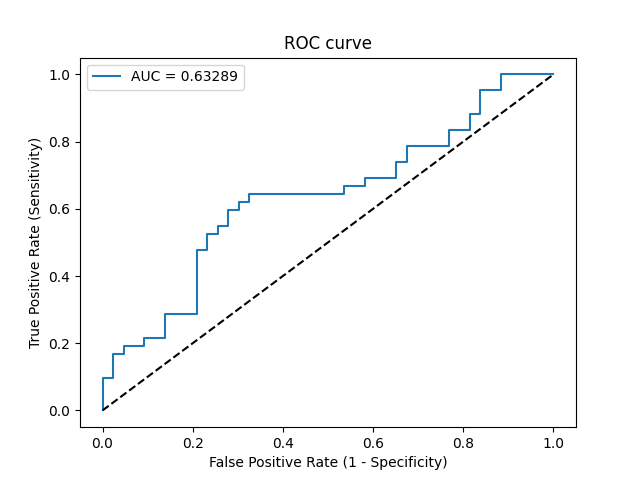 ROC curve
AUC = 0.63289
True Positive Rate (Sensitivity)
1.0
0.8
0.6
0.4
0.2
0.0
0.0 0.2 0.4 0.6 0.8 1.0
False Positive Rate (1 - Specificity)